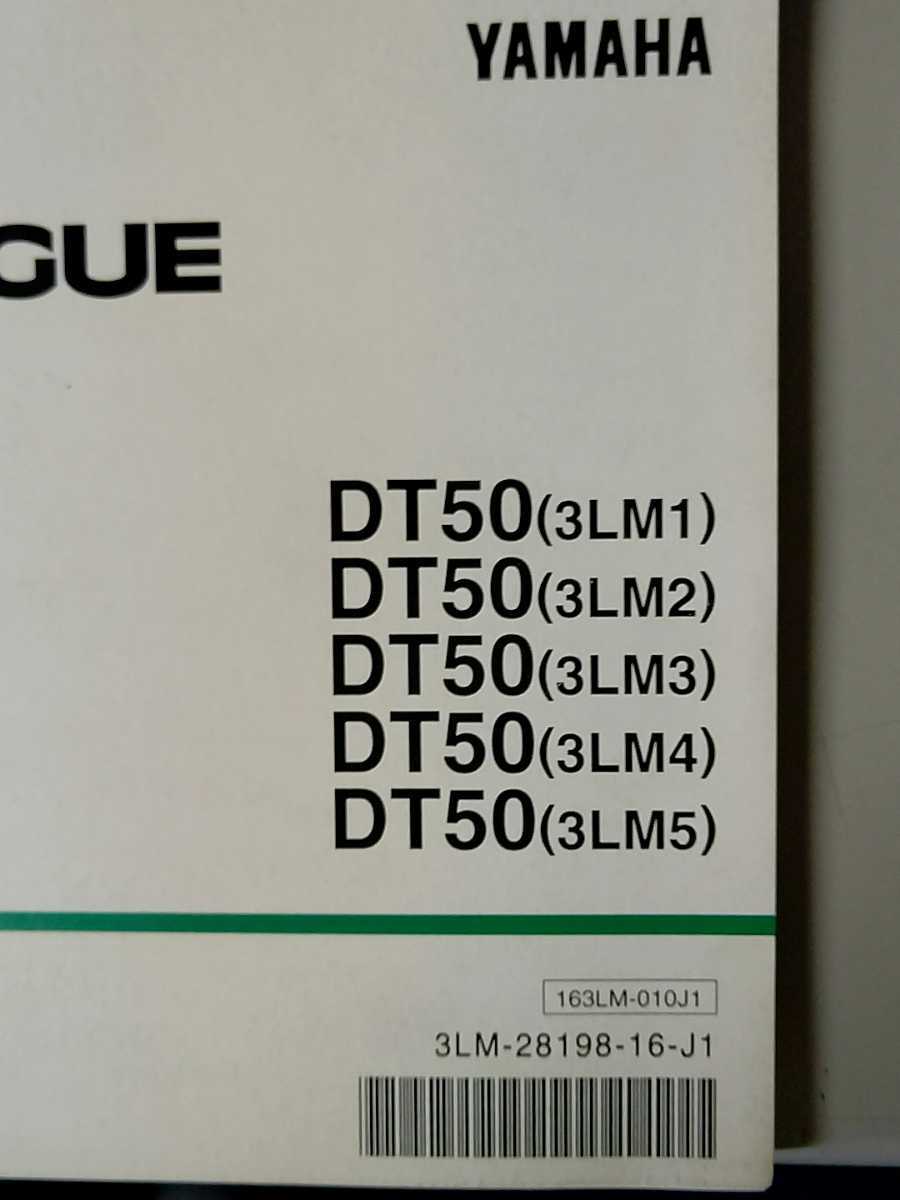 YAMAHA
GUE
DT50(3LM1)
DT50(3LM2)
DT50(3LM3)
DT50(3LM4)
DT50(3LM5)
163LM-010J1
3LM-28198-16-J1